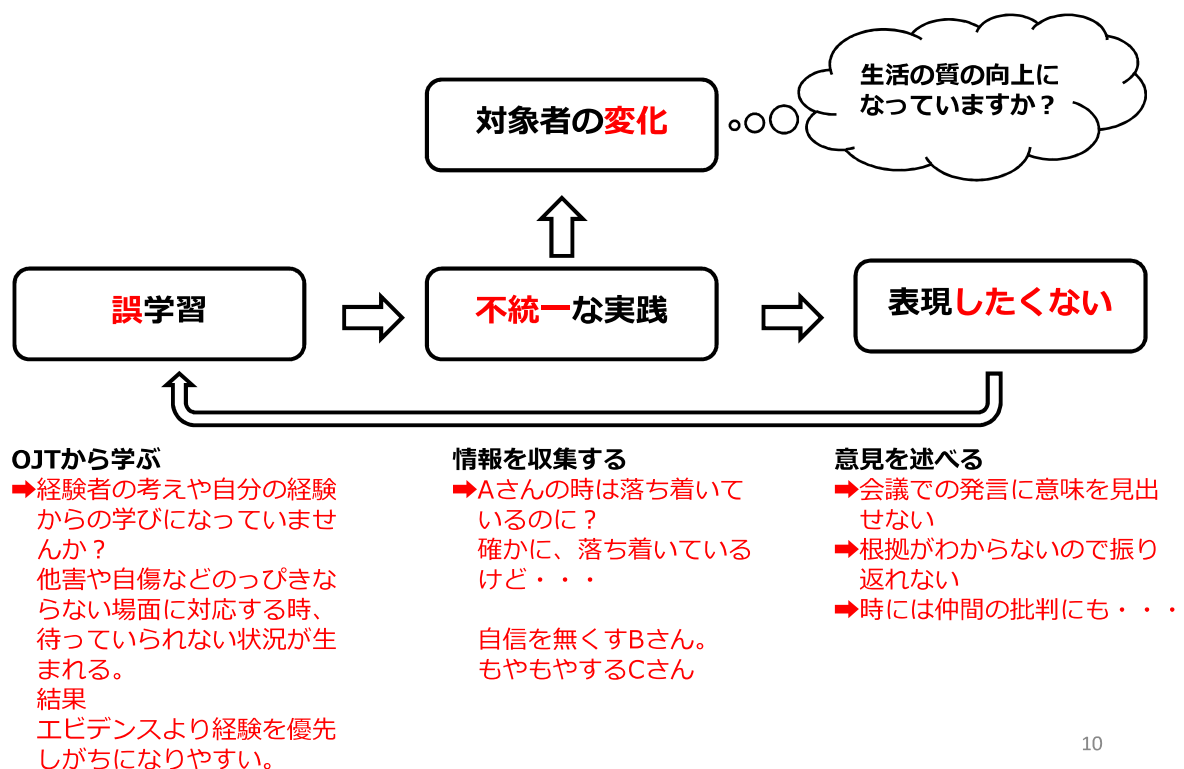 生活の質の向上に
なっていますか？
対象者の変化
誤学習
不統一な実践
表現したくない
OJTから学ぶ
➡経験者の考えや自分の経験
からの学びになっていませ
んか？
他害や自傷などのっぴきな
らない場面に対応する時、
待っていられない状況が生
まれる。
結果
エビデンスより経験を優先
しがちになりやすい。
情報を収集する
➡Aさんの時は落ち着いて
いるのに？
確かに、落ち着いている
けど・・・
自信を無くすBさん。
もやもやするCさん
意見を述べる
➡会議での発言に意味を見出
せない
➡根拠がわからないので振り
返れない
➡時には仲間の批判にも・・・
10